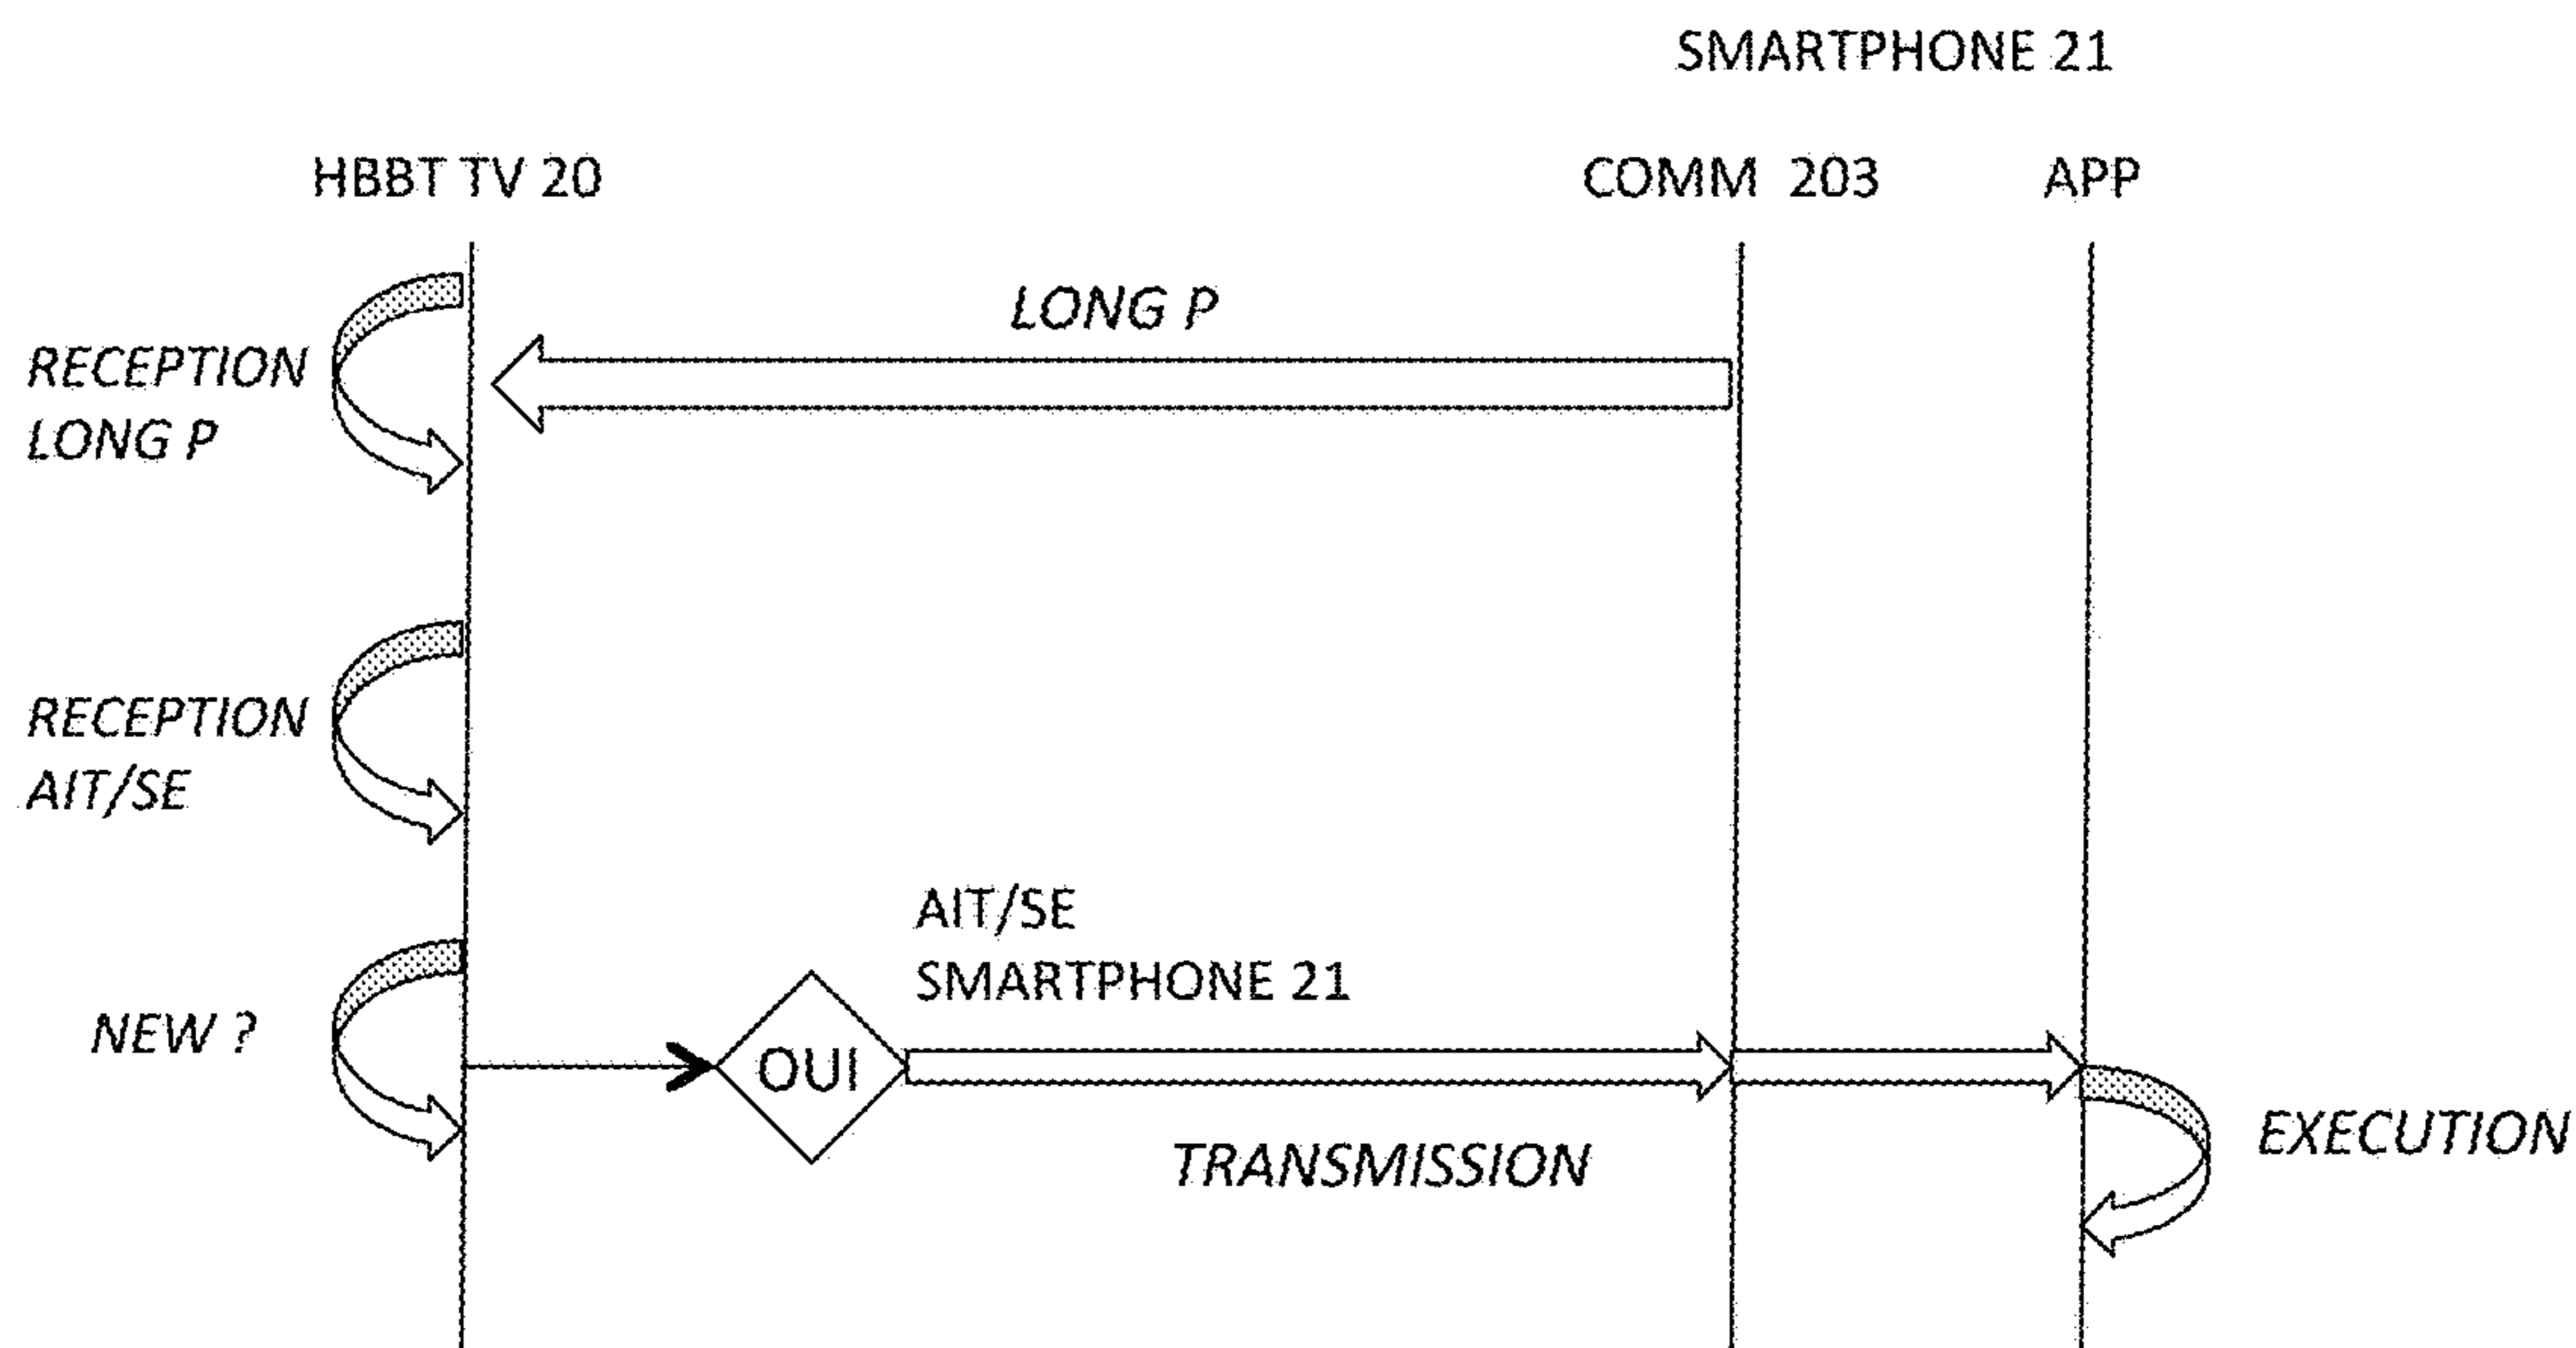 SMARTPHONE 21
HBBT TV 20
COMM 203
APP
LONG P
RECEPTION
LONG P
RECEPTION
AIT/SE
AIT/SE
SMARTPHONE 21
NEW ?
OUI
TRANSMISSION
EXECUTION